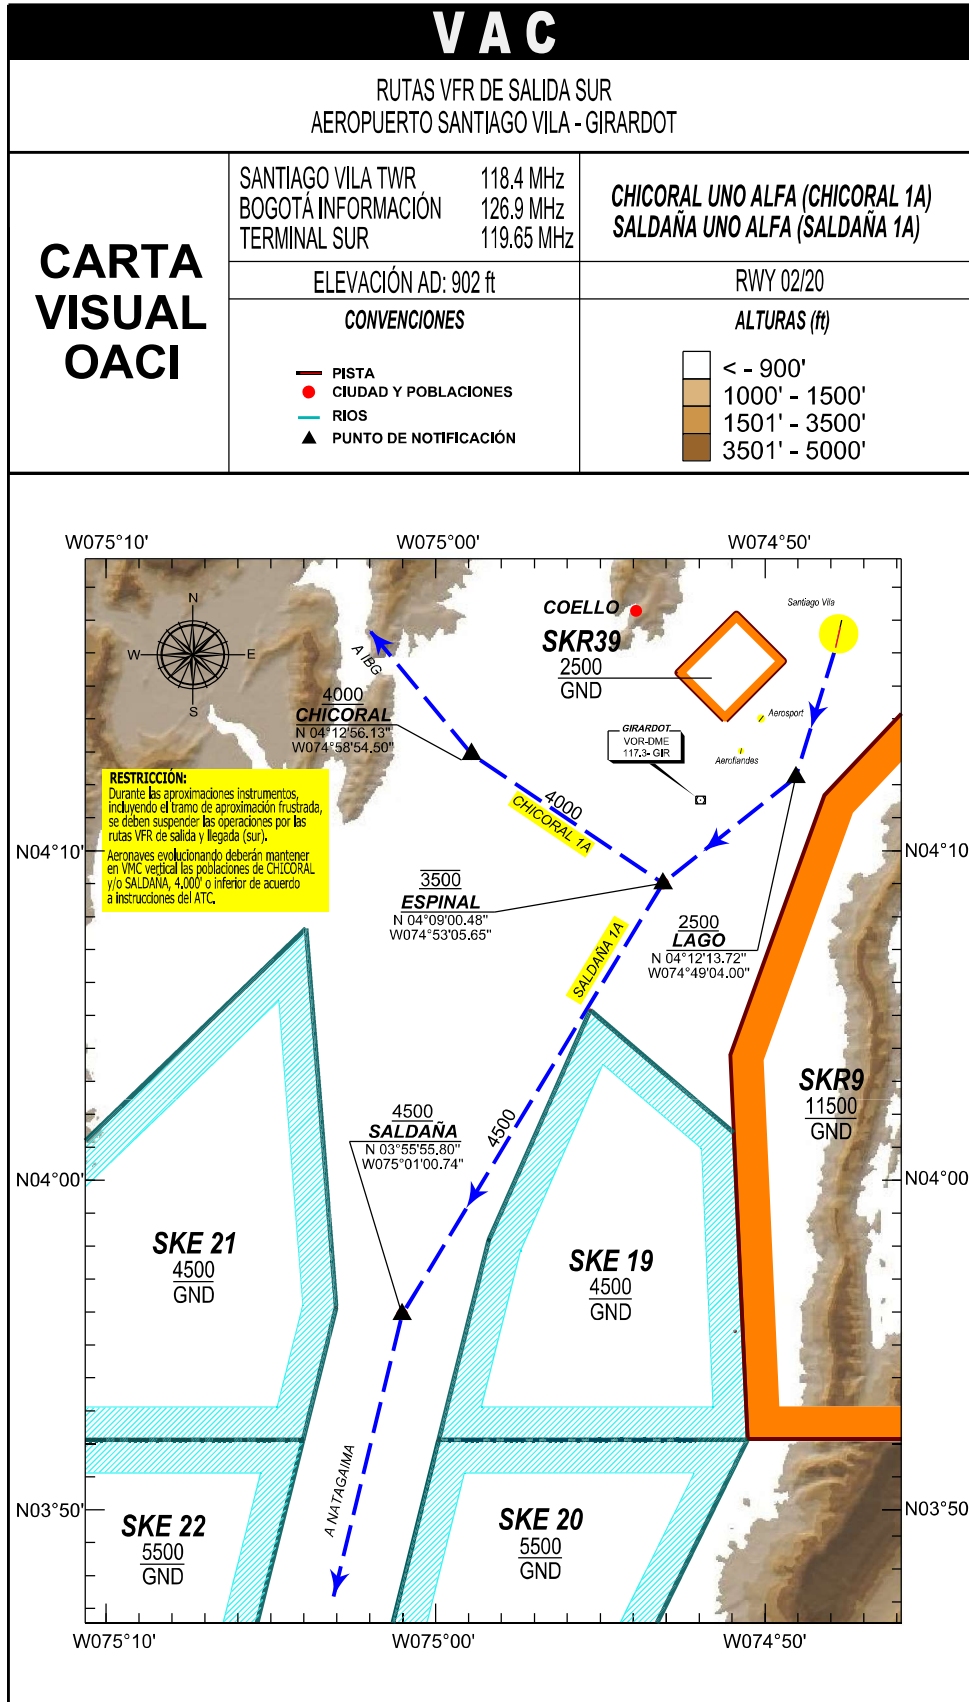 VAC
RUTAS VFR DE SALIDA SUR
AEROPUERTO SANTIAGO VILA - GIRARDOT
CARTA
VISUAL
OACI
SANTIAGO VILA TWR 118.4 MHz
BOGOTÁ INFORMACIÓN 126.9 MHz
TERMINAL SUR 119.65 MHz
CHICORAL UNO ALFA (CHICORAL 1A)
SALDAÑA UNO ALFA (SALDAÑA 1A)
ELEVACIÓN AD: 902 ft
RWY 02/20
CONVENCIONES
PISTA
CIUDAD Y POBLACIONES
RIOS
PUNTO DE NOTIFICACIÓN
ALTURAS (ft)
< - 900'
1000' - 1500'
1501' - 3500'
3501' - 5000'
W075°10'
W075°00'
W074°50'
N
W
E
S
COELLO
SKR39
2500
GND
Santiago Vila
A IBG
4000
CHICORAL
N 04°12'56.13"
W074°58'54.50"
GIRARDOT
VOR-DME
117.3- GIR
Aerosport
Aeroflandes
RESTRICCIÓN:
Durante las aproximaciones instrumentos,
incluyendo el tramo de aproximación frustrada,
se deben suspender las operaciones por las
rutas VFR de salida y llegada (sur).
Aeronaves evolucionando deberán mantener
en VMC vertical las poblaciones de CHICORAL
y/o SALDAÑA, 4.000' o inferior de acuerdo
a instrucciones del ATC.
4000
CHICORAL 1A
N04°10'
N04°10'
3500
ESPINAL
N 04°09'00.48"
W074°53'05.65"
2500
LAGO
N 04°12'13.72"
W074°49'04.00"
SALDAÑA 1A
SKR9
11500
GND
4500
SALDAÑA
N 03°55'55.80"
W075°01'00.74"
4500
N04°00'
N04°00'
SKE 21
4500
GND
SKE 19
4500
GND
A NATAGAIMA
N03°50'
N03°50'
SKE 22
5500
GND
SKE 20
5500
GND
W075°10'
W075°00'
W074°50'